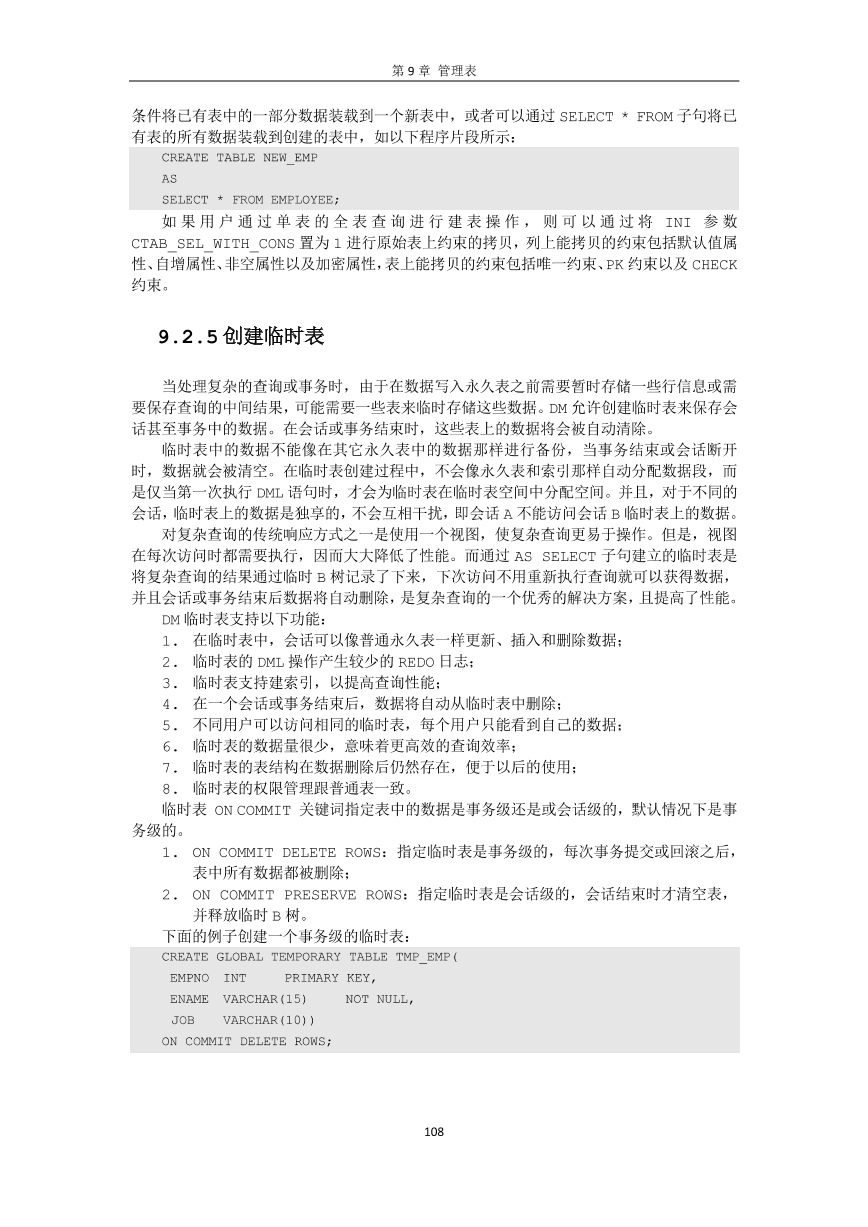 第 9 章 管理表
条件将已有表中的一部分数据装载到一个新表中，或者可以通过 SELECT * FROM 子句将已
有表的所有数据装载到创建的表中，如以下程序片段所示：
CREATE TABLE NEW_EMP
AS
SELECT * FROM EMPLOYEE;
如果用户通过单表的全表查询进行建表操作，则可以通过将 INI 参数
CTAB_SEL_WITH_CONS 置为 1 进行原始表上约束的拷贝，列上能拷贝的约束包括默认值属
性、自增属性、非空属性以及加密属性，表上能拷贝的约束包括唯一约束、PK 约束以及 CHECK
约束。
9.2.5 创建临时表
当处理复杂的查询或事务时，由于在数据写入永久表之前需要暂时存储一些行信息或需
要保存查询的中间结果，可能需要一些表来临时存储这些数据。DM 允许创建临时表来保存会
话甚至事务中的数据。在会话或事务结束时，这些表上的数据将会被自动清除。
临时表中的数据不能像在其它永久表中的数据那样进行备份，当事务结束或会话断开
时，数据就会被清空。在临时表创建过程中，不会像永久表和索引那样自动分配数据段，而
是仅当第一次执行 DML 语句时，才会为临时表在临时表空间中分配空间。并且，对于不同的
会话，临时表上的数据是独享的，不会互相干扰，即会话 A 不能访问会话 B 临时表上的数据。
对复杂查询的传统响应方式之一是使用一个视图，使复杂查询更易于操作。但是，视图
在每次访问时都需要执行，因而大大降低了性能。而通过 AS SELECT 子句建立的临时表是
将复杂查询的结果通过临时 B 树记录了下来，下次访问不用重新执行查询就可以获得数据，
并且会话或事务结束后数据将自动删除，是复杂查询的一个优秀的解决方案，且提高了性能。
DM 临时表支持以下功能：
1. 在临时表中，会话可以像普通永久表一样更新、插入和删除数据；
2. 临时表的 DML 操作产生较少的 REDO 日志；
3. 临时表支持建索引，以提高查询性能；
4. 在一个会话或事务结束后，数据将自动从临时表中删除；
5. 不同用户可以访问相同的临时表，每个用户只能看到自己的数据；
6. 临时表的数据量很少，意味着更高效的查询效率；
7. 临时表的表结构在数据删除后仍然存在，便于以后的使用；
8. 临时表的权限管理跟普通表一致。
临时表 ON COMMIT 关键词指定表中的数据是事务级还是或会话级的，默认情况下是事
务级的。
1. ON COMMIT DELETE ROWS：指定临时表是事务级的，每次事务提交或回滚之后，
表中所有数据都被删除；
2. ON COMMIT PRESERVE ROWS：指定临时表是会话级的，会话结束时才清空表，
并释放临时 B 树。
下面的例子创建一个事务级的临时表：
CREATE GLOBAL TEMPORARY TABLE TMP_EMP(
EMPNO INT PRIMARY KEY,
ENAME VARCHAR(15) NOT NULL,
JOB VARCHAR(10))
ON COMMIT DELETE ROWS;
108